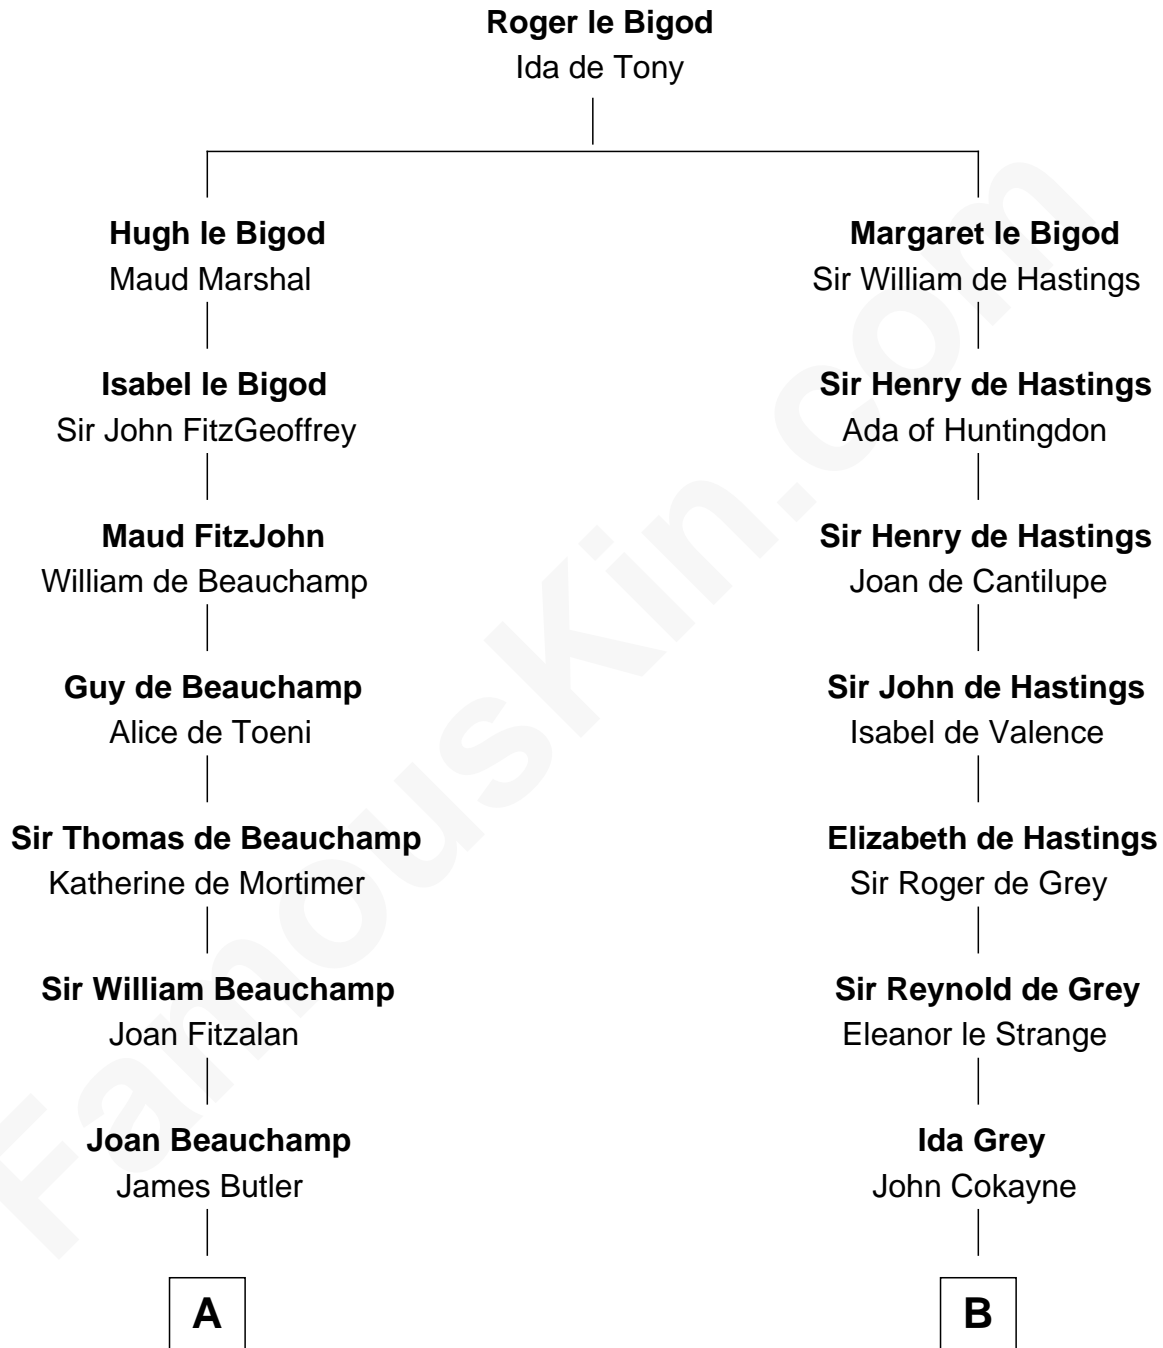 Roger le Bigod
Ida de Tony
Hugh le Bigod
Maud Marshal
Margaret le Bigod
Sir William de Hastings
Isabel le Bigod
Sir John FitzGeoffrey
Sir Henry de Hastings
Ada of Huntingdon
Maud FitzJohn
William de Beauchamp
Sir Henry de Hastings
Joan de Cantilupe
Guy de Beauchamp
Alice de Toeni
Sir John de Hastings
Isabel de Valence
Sir Thomas de Beauchamp
Katherine de Mortimer
Elizabeth de Hastings
Sir Roger de Grey
Sir William Beauchamp
Joan Fitzalan
Sir Reynold de Grey
Eleanor le Strange
Joan Beauchamp
James Butler
Ida Grey
John Cokayne
A
B
FamousKin.com